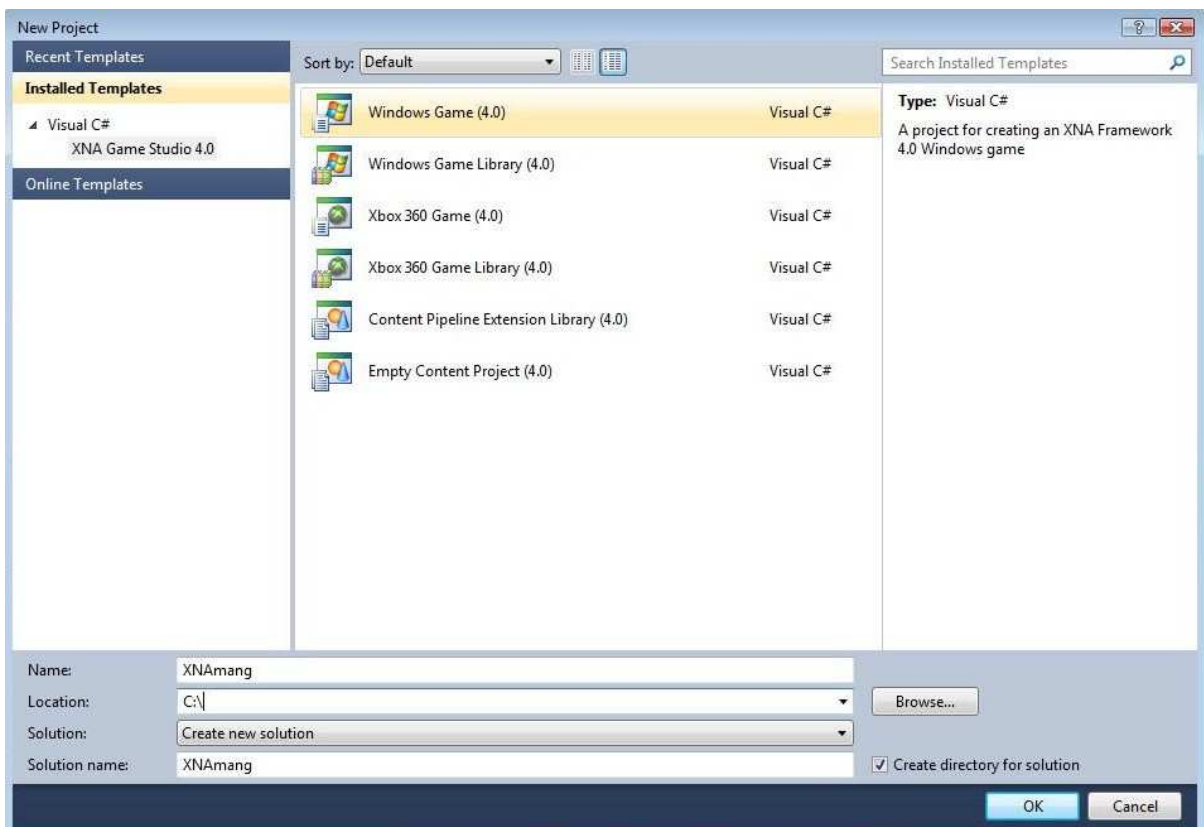 New Project
Recent Templates
Installed Templates
Visual C#
XNA Game Studio 4.0
Online Templates
Sort by: Default
Windows Game (4.0) Visual C#
Windows Game Library (4.0) Visual C#
Xbox 360 Game (4.0) Visual C#
Xbox 360 Game Library (4.0) Visual C#
Content Pipeline Extension Library (4.0) Visual C#
Empty Content Project (4.0) Visual C#
Search Installed Templates
Type: Visual C#
A project for creating an XNA Framework
4.0 Windows game
Name: XNAmang
Location: C:\
Browse...
Solution: Create new solution
Solution name: XNAmang
Create directory for solution
OK Cancel